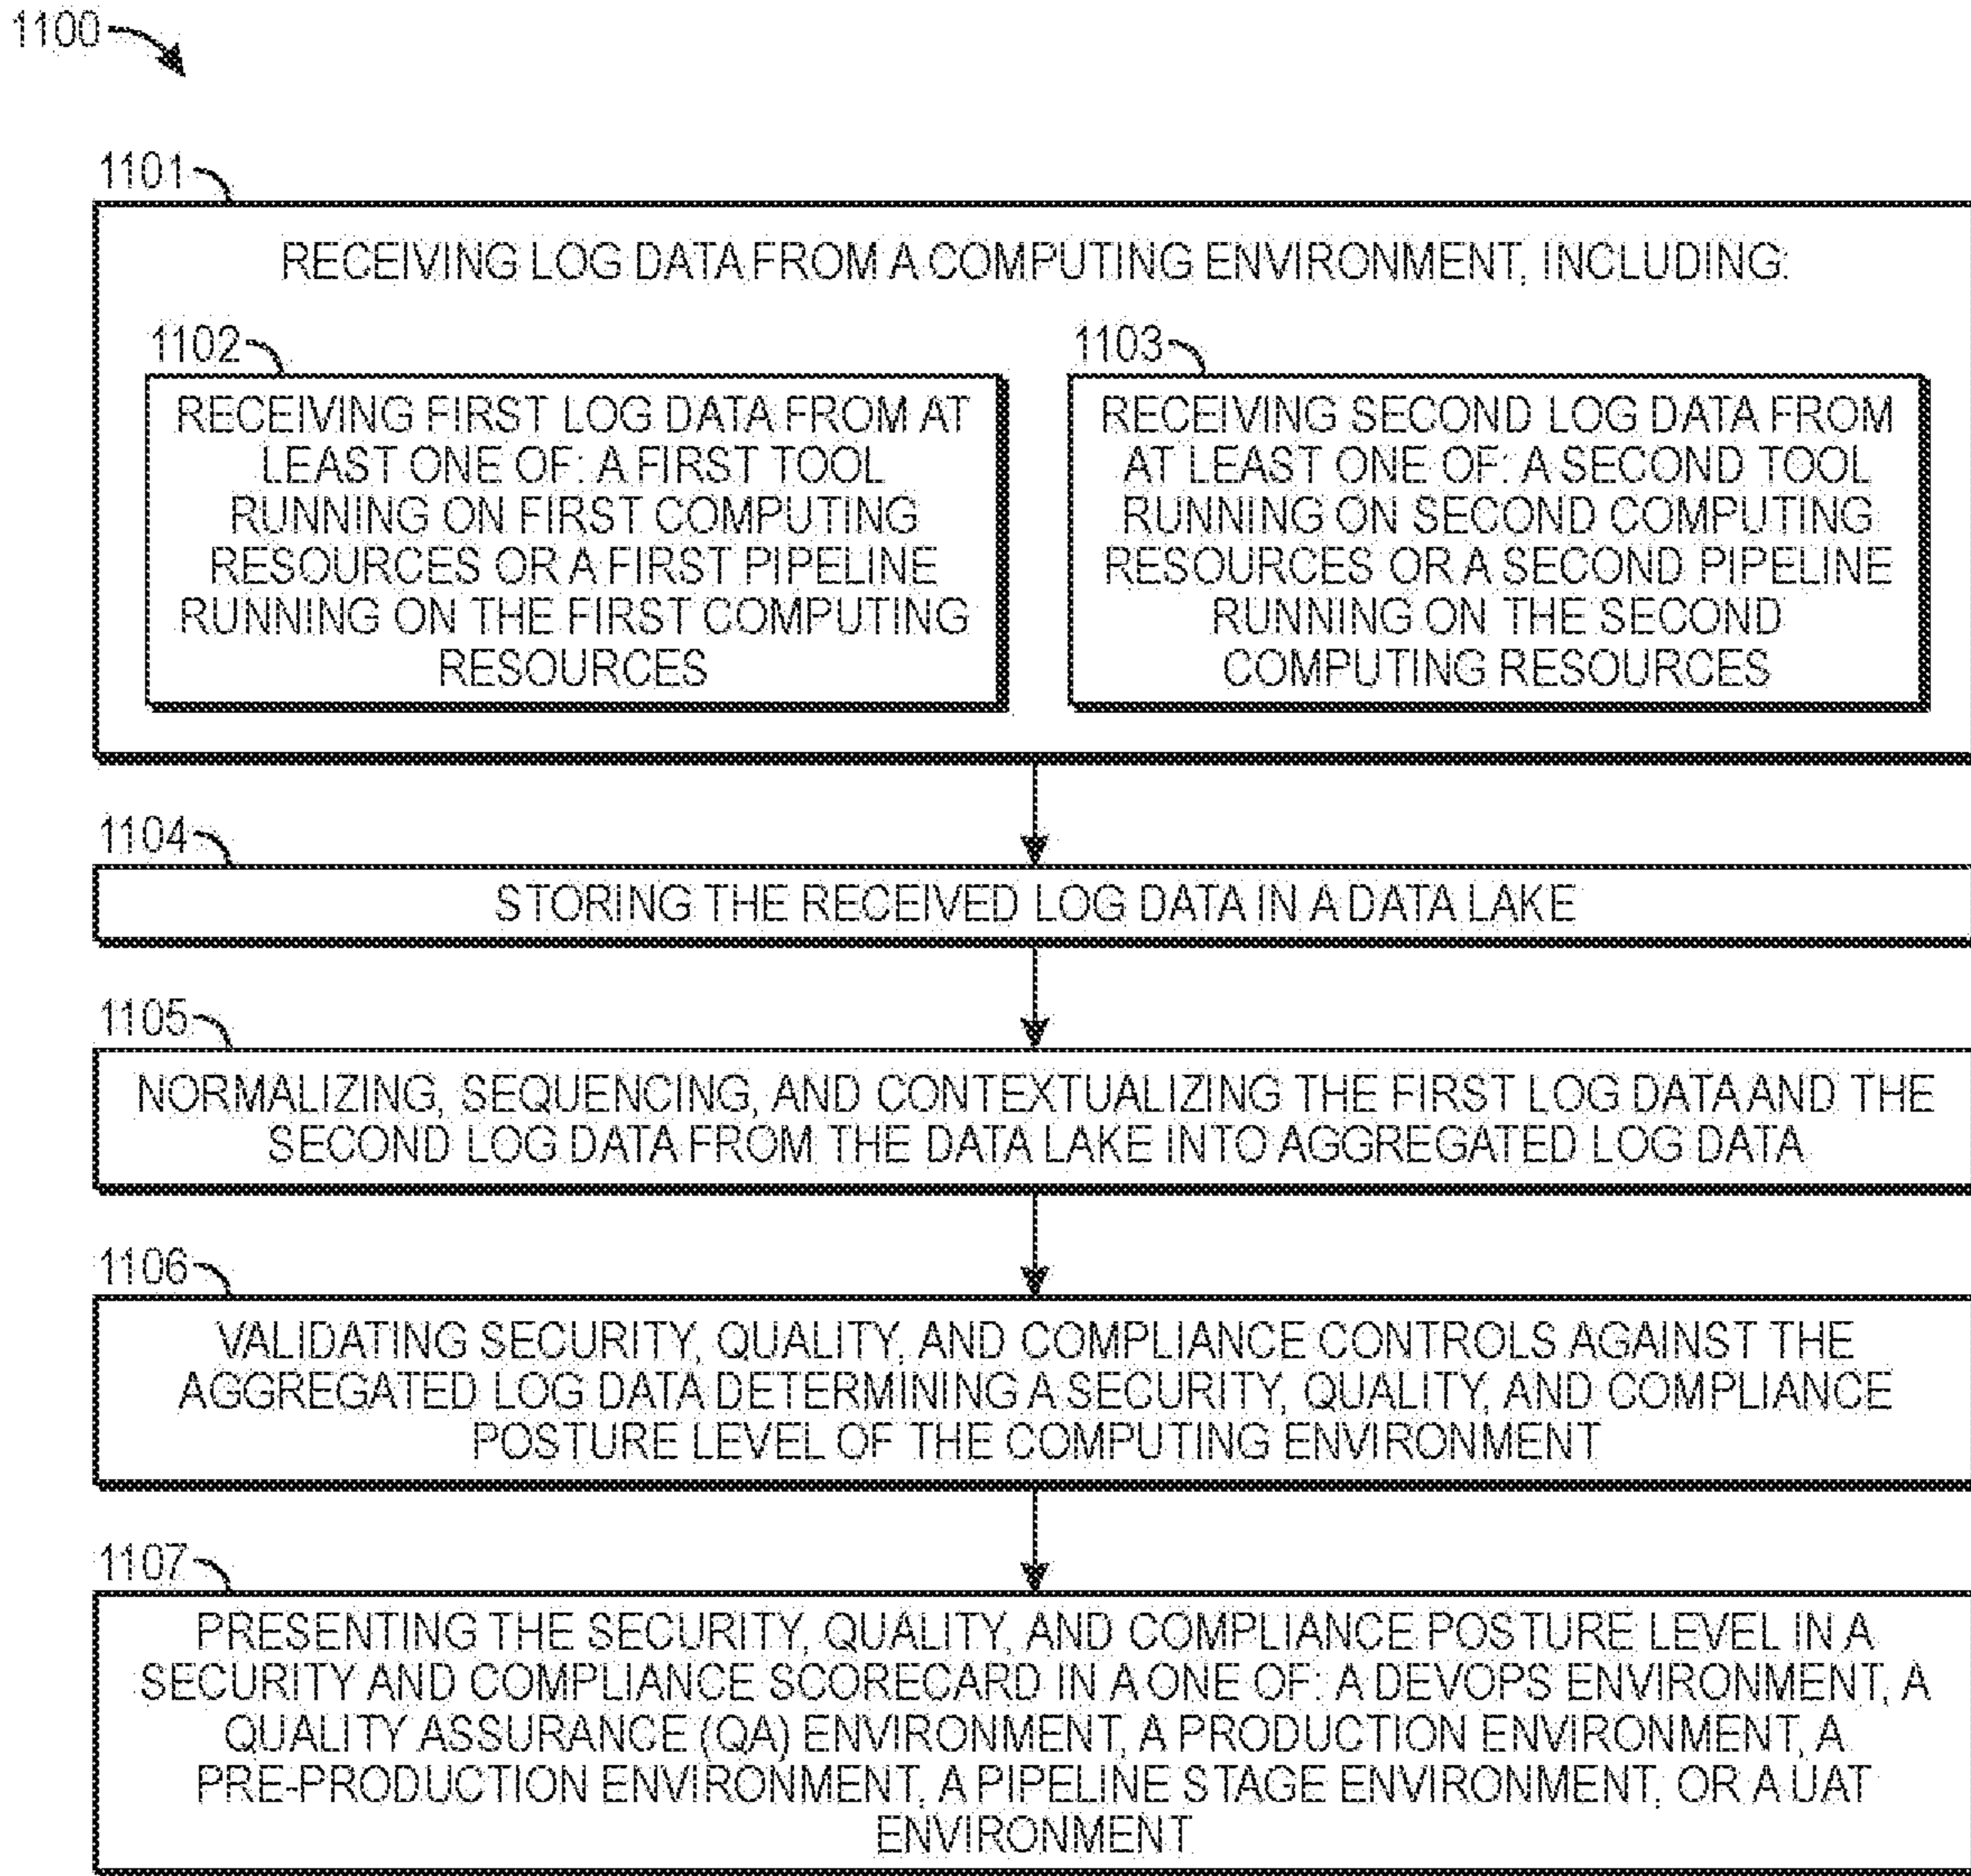 1100
1101
RECEIVING LOG DATA FROM A COMPUTING ENVIRONMENT, INCLUDING:
1102
RECEIVING FIRST LOG DATA FROM AT
LEAST ONE OF: A FIRST TOOL
RUNNING ON FIRST COMPUTING
RESOURCES OR A FIRST PIPELINE
RUNNING ON THE FIRST COMPUTING
RESOURCES
1103
RECEIVING SECOND LOG DATA FROM
AT LEAST ONE OF: A SECOND TOOL
RUNNING ON SECOND COMPUTING
RESOURCES OR A SECOND PIPELINE
RUNNING ON THE SECOND
COMPUTING RESOURCES
1104
STORING THE RECEIVED LOG DATA IN A DATA LAKE
1105
NORMALIZING, SEQUENCING, AND CONTEXTUALIZING THE FIRST LOG DATA AND THE
SECOND LOG DATA FROM THE DATA LAKE INTO AGGREGATED LOG DATA
1106
VALIDATING SECURITY, QUALITY, AND COMPLIANCE CONTROLS AGAINST THE
AGGREGATED LOG DATA DETERMINING A SECURITY, QUALITY, AND COMPLIANCE
POSTURE LEVEL OF THE COMPUTING ENVIRONMENT
1107
PRESENTING THE SECURITY, QUALITY, AND COMPLIANCE POSTURE LEVEL IN A
SECURITY AND COMPLIANCE SCORECARD IN A ONE OF: A DEVOPS ENVIRONMENT, A
QUALITY ASSURANCE (QA) ENVIRONMENT, A PRODUCTION ENVIRONMENT, A
PRE-PRODUCTION ENVIRONMENT, A PIPELINE STAGE ENVIRONMENT, OR A UAT
ENVIRONMENT